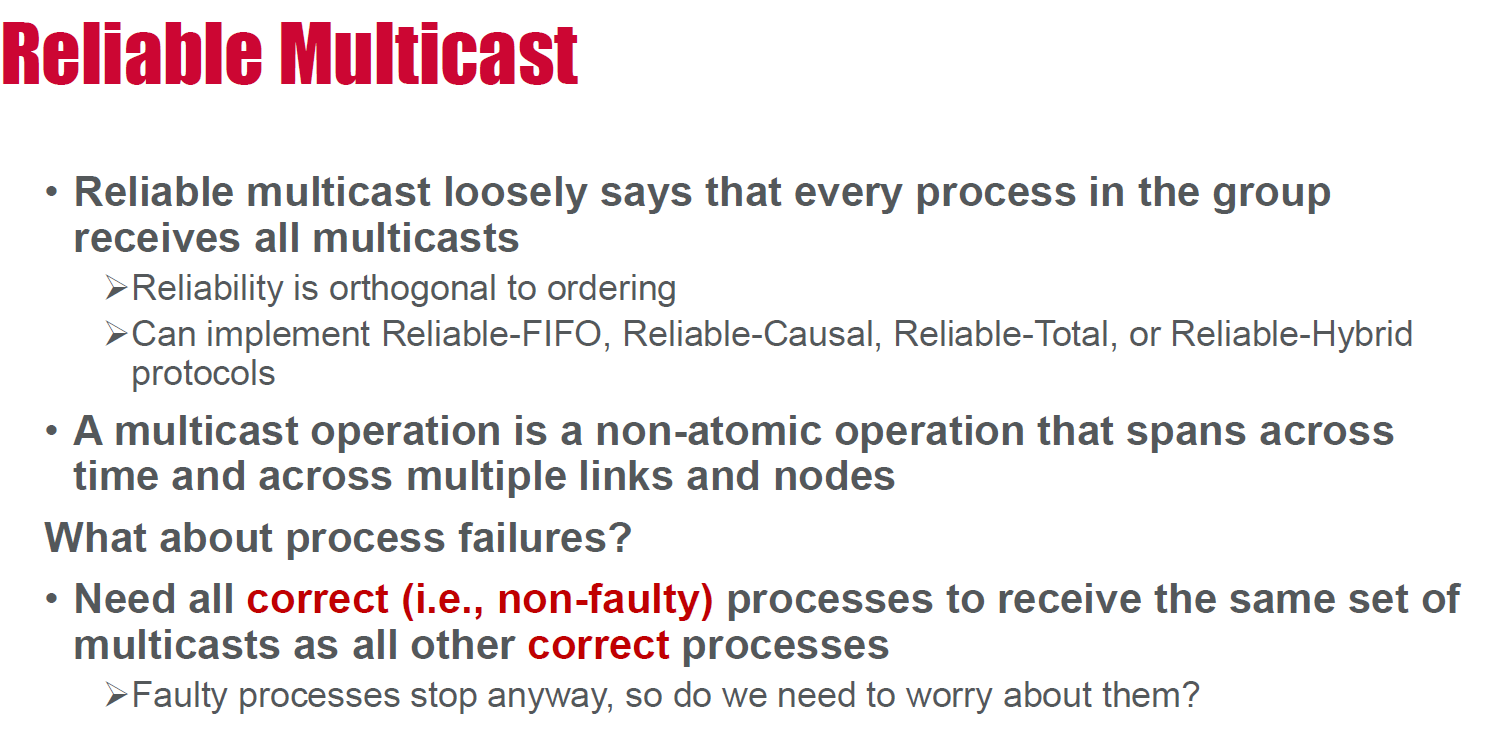 Reliable Multicast
• Reliable multicast loosely says that every process in the group
receives all multicasts
➢Reliability is orthogonal to ordering
➢Can implement Reliable-FIFO, Reliable-Causal, Reliable-Total, or Reliable-Hybrid
protocols
• A multicast operation is a non-atomic operation that spans across
time and across multiple links and nodes
What about process failures?
• Need all correct (i.e., non-faulty) processes to receive the same set of
multicasts as all other correct processes
➢Faulty processes stop anyway, so do we need to worry about them?